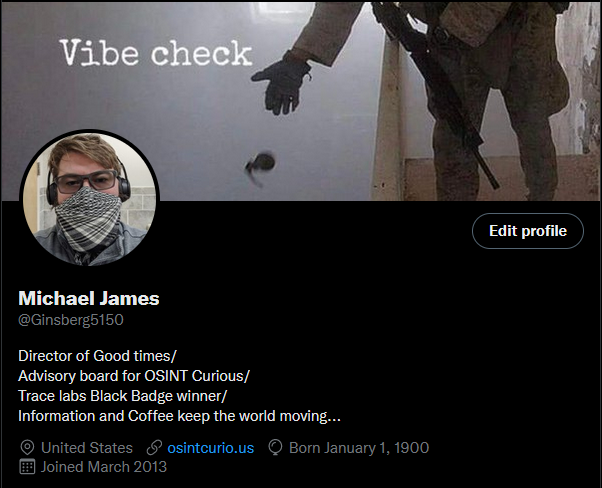 Vibe check
Edit profile
Michael James
@Ginsberg5150
Director of Good times/
Advisory board for OSINT Curious/
Trace labs Black Badge winner/
Information and Coffee keep the world moving...
United States osintcurio.us Born January 1, 1900
Joined March 2013